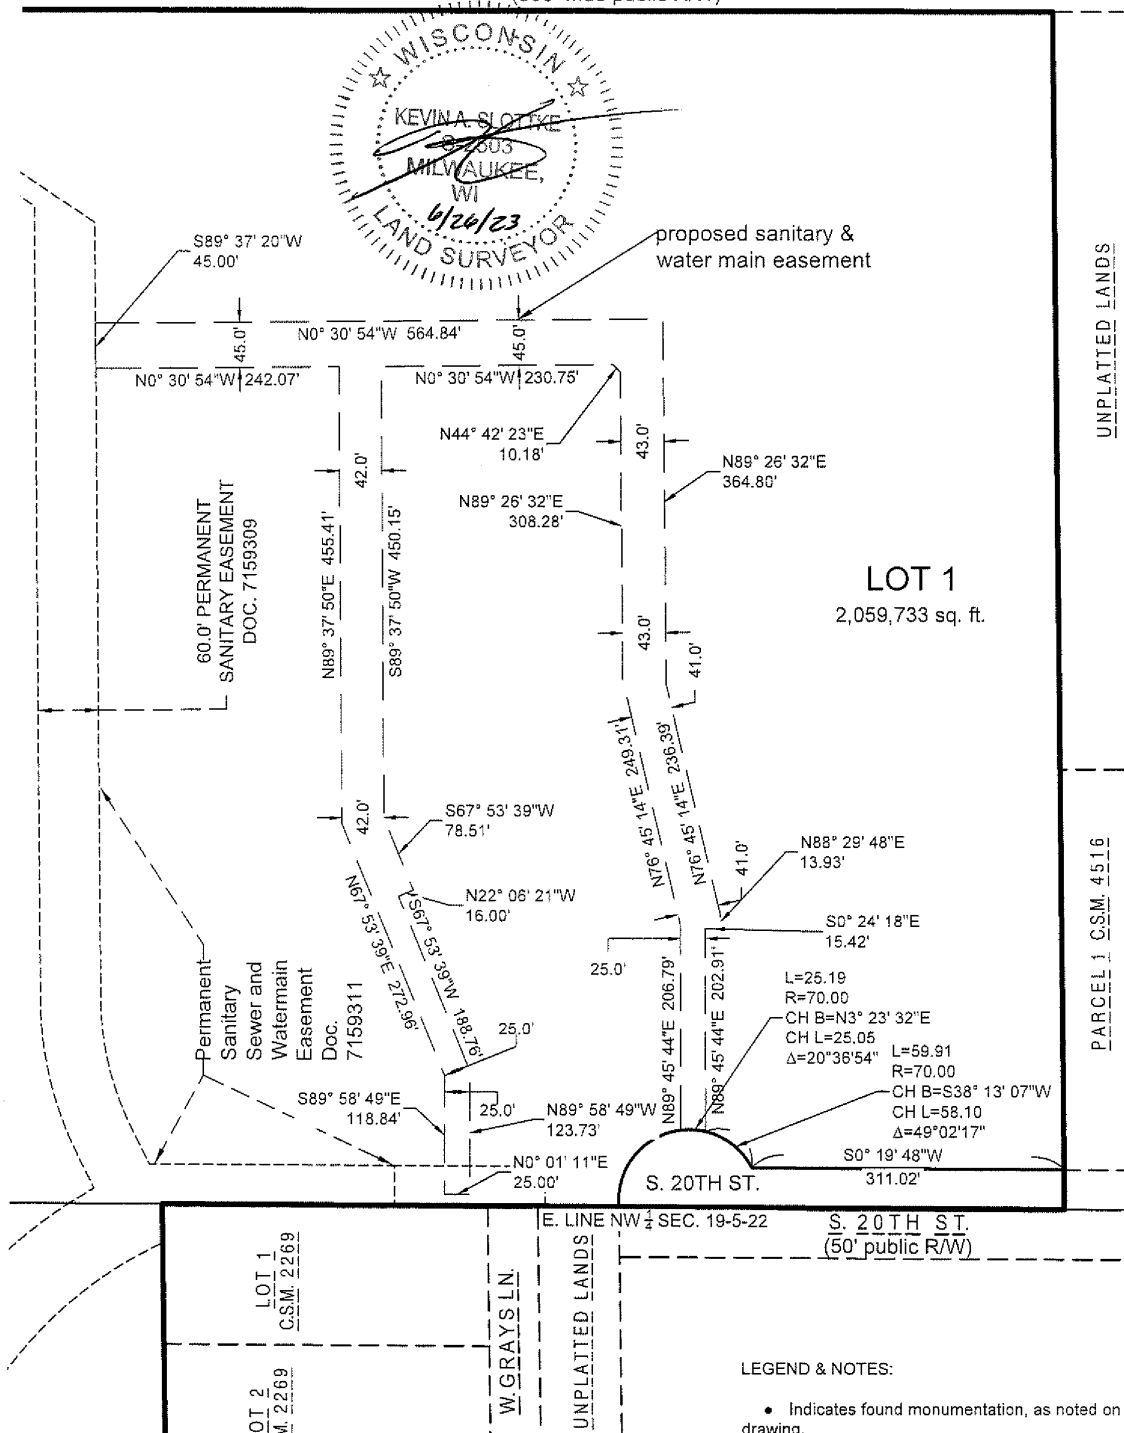 WISCONSIN
KEVIN A. SLOTTKE
S-2503
MILWAUKEE,
WI
6/26/23
LAND SURVEYOR
proposed sanitary &
water main easement
UNPLATTED LANDS
S89° 37' 20"W
45.00'
45.0'
N0° 30' 54"W 564.84'
45.0'
N0° 30' 54"W 242.07'
N0° 30' 54"W 230.75'
N44° 42' 23"E
10.18'
43.0'
N89° 26' 32"E
364.80'
42.0'
N89° 26' 32"E
308.28'
60.0' PERMANENT
SANITARY EASEMENT
DOC. 7159309
N89° 37' 50"E 455.41'
S89° 37' 50"W 450.15'
LOT 1
2,059,733 sq. ft.
43.0'
41.0'
N76° 45' 14"E 249.31'
N76° 45' 14"E 236.39'
42.0'
S67° 53' 39"W
78.51'
N88° 29' 48"E
13.93'
41.0'
N22° 06' 21"W
16.00'
S0° 24' 18"E
15.42'
PARCEL 1 C.S.M. 4516
N67° 53' 39"E 272.96'
S67° 53' 39"W 188.76'
25.0'
Permanent
Sanitary
Sewer and
Watermain
Easement
Doc.
7159311
N89° 45' 44"E 206.79'
N89° 45' 44"E 202.91'
L=25.19
R=70.00
CH B=N3° 23' 32"E
CH L=25.05
Δ=20°36'54"
L=59.91
R=70.00
CH B=S38° 13' 07"W
CH L=58.10
Δ=49°02'17"
25.0'
S89° 58' 49"E
118.84'
25.0'
N89° 58' 49"W
123.73'
N0° 01' 11"E
25.00'
S0° 19' 48"W
311.02'
S. 20TH ST.
E. LINE NW 1/4 SEC. 19-5-22
S. 20TH ST.
(50' public R/W)
LOT 1
C.S.M. 2269
W. GRAYS LN.
UNPLATTED LANDS
LEGEND & NOTES:
• Indicates found monumentation, as noted on
drawing.